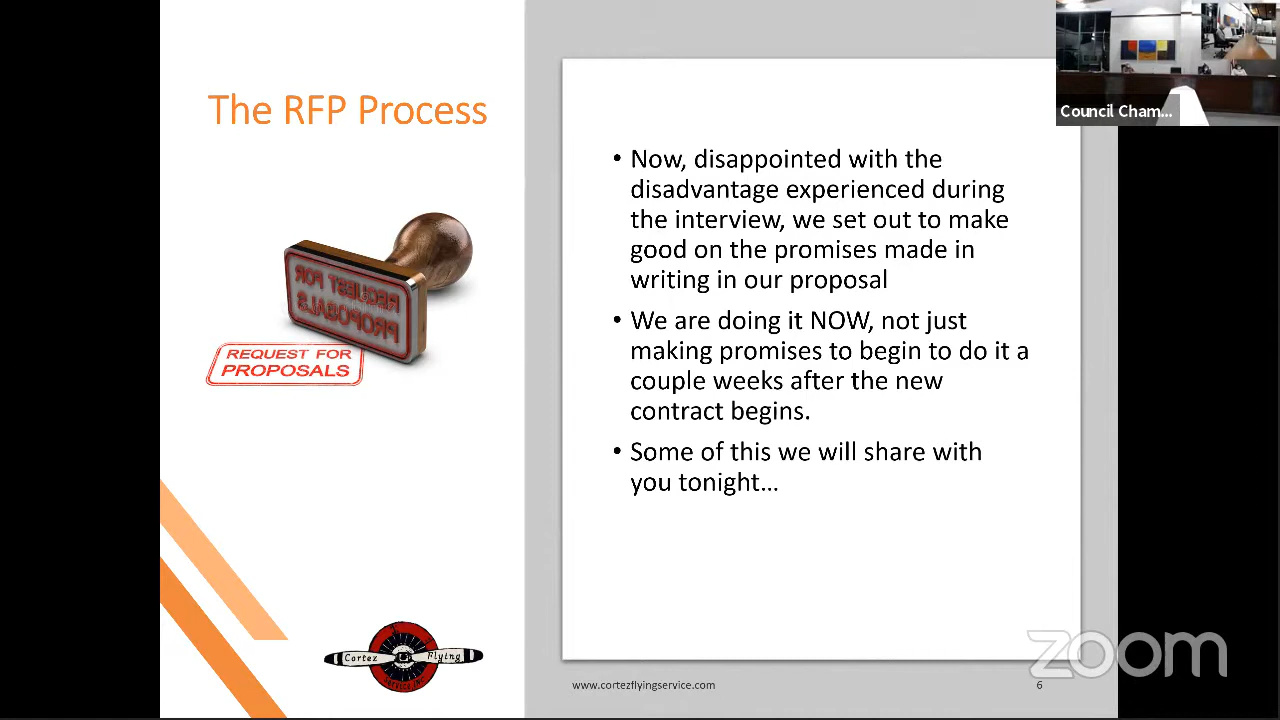 The RFP Process
REQUEST FOR
PROPOSALS
REQUEST FOR
PROPOSALS
Cortez Flying
Service, Inc.
• Now, disappointed with the
disadvantage experienced during
the interview, we set out to make
good on the promises made in
writing in our proposal
• We are doing it NOW, not just
making promises to begin to do it a
couple weeks after the new
contract begins.
• Some of this we will share with
you tonight…
www.cortezflyingservice.com
6
Council Cham...
zoom